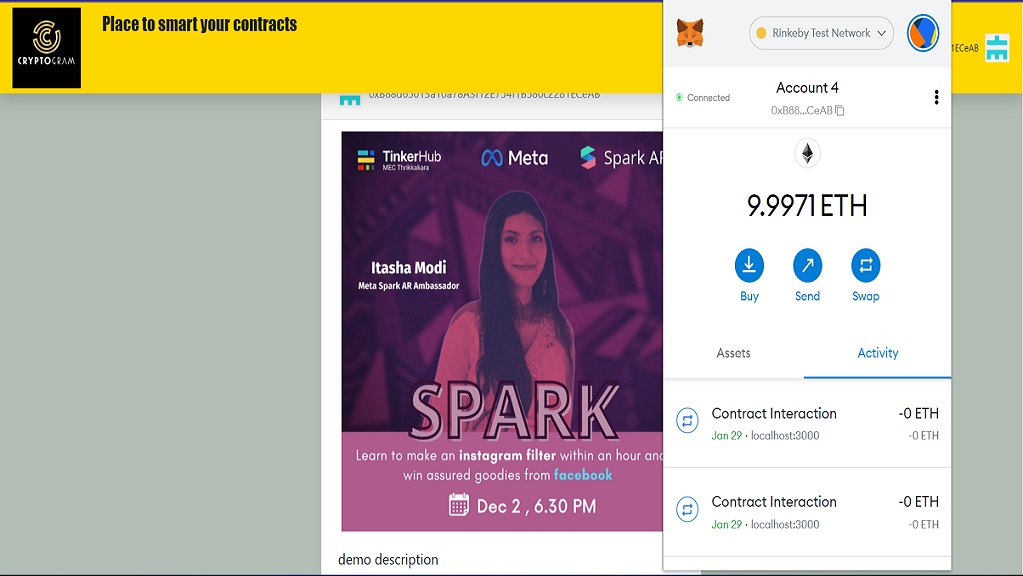 Place to smart your contracts
CRYPTOGRAM
1ECeAB
TinkerHub
MEC Thrikkakara
Meta
Spark AR
Itasha Modi
Meta Spark AR Ambassador
SPARK
Learn to make an instagram filter within an hour and
win assured goodies from facebook
Dec 2 , 6.30 PM
demo description
Rinkeby Test Network
Connected
Account 4
0xB88...CeAB
9.9971 ETH
Buy
Send
Swap
Assets
Activity
Contract Interaction -0 ETH
Jan 29 · localhost:3000 -0 ETH
Contract Interaction -0 ETH
Jan 29 · localhost:3000 -0 ETH